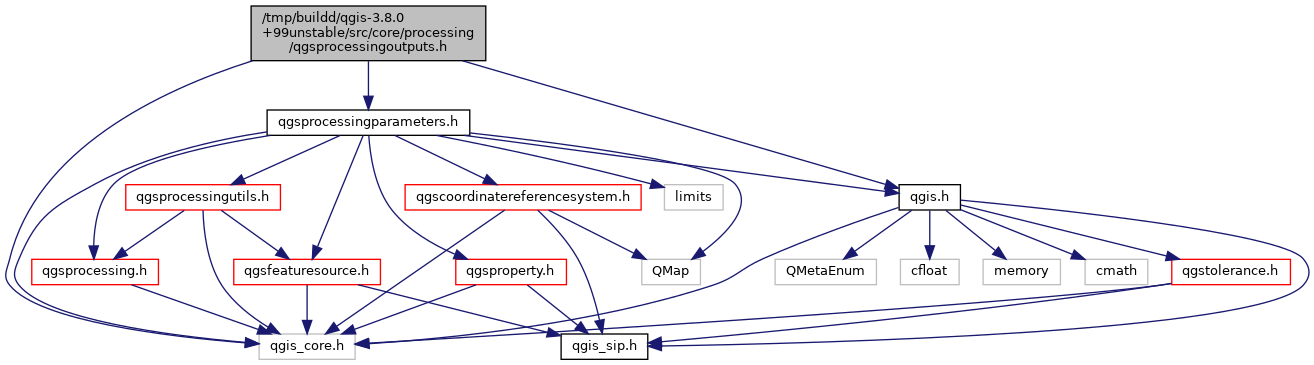 /tmp/buildd/qgis-3.8.0
+99unstable/src/core/processing
/qgsprocessingoutputs.h
qgsprocessingparameters.h
qgsprocessingutils.h
qgscoordinatereferencesystem.h
limits
qgis.h
qgsprocessing.h
qgsfeaturesource.h
qgsproperty.h
QMap
QMetaEnum
cfloat
memory
cmath
qgstolerance.h
qgis_core.h
qgis_sip.h